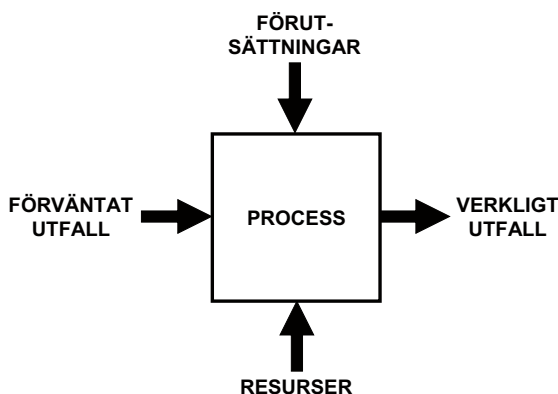 FÖRUT-
SÄTTNINGAR
FÖRVÄNTAT
UTFALL
PROCESS
VERKLIGT
UTFALL
RESURSER